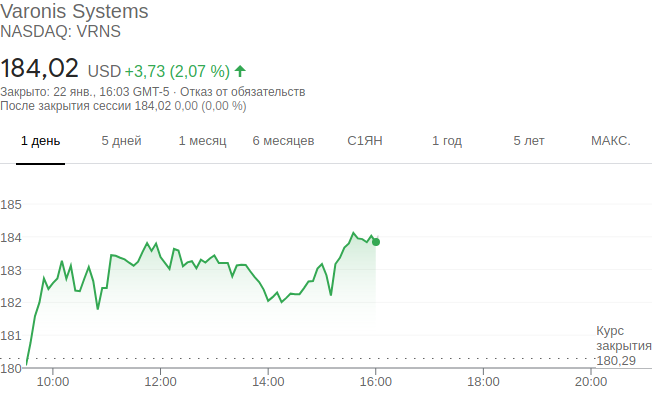 Varonis Systems
NASDAQ: VRNS
184,02 USD +3,73 (2,07 %)
Закрыто: 22 янв., 16:03 GMT-5 · Отказ от обязательств
После закрытия сессии 184,02 0,00 (0,00 %)
1 день 5 дней 1 месяц 6 месяцев С1ЯН 1 год 5 лет МАКС.
185
184
183
182
181
Курс
закрытия
180,29
180
10:00 12:00 14:00 16:00 18:00 20:00